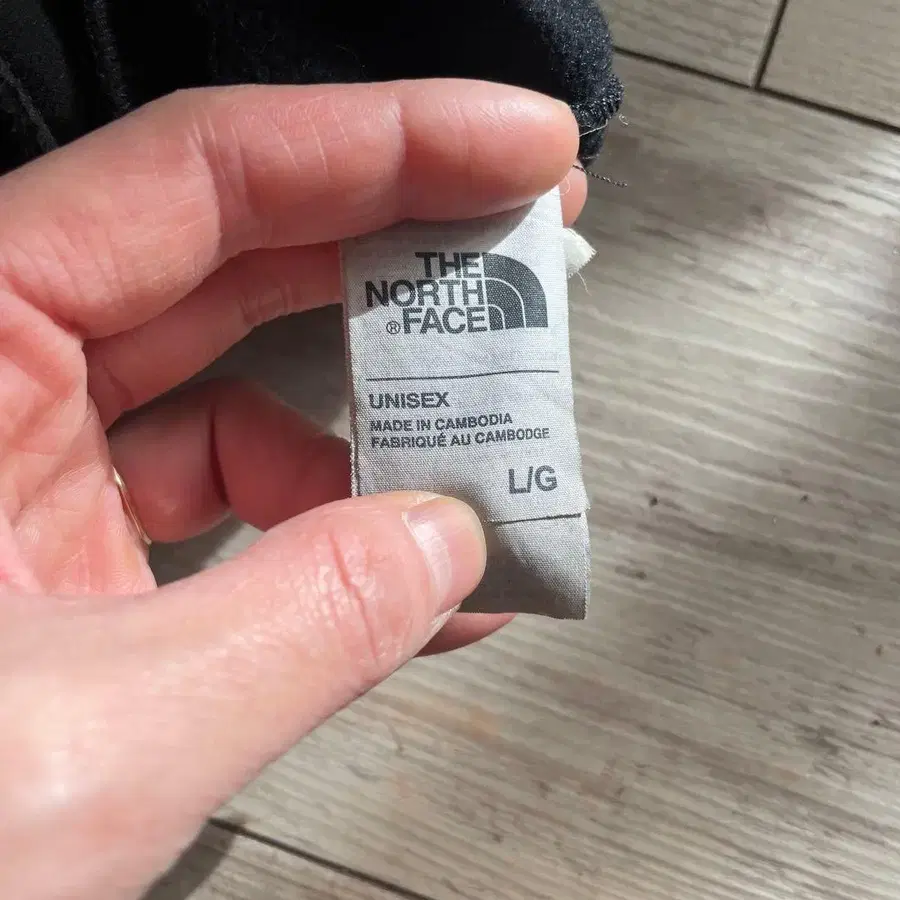 THE
NORTH
®FACE
UNISEX
MADE IN CAMBODIA
FABRIQUÉ AU CAMBODGE
L/G